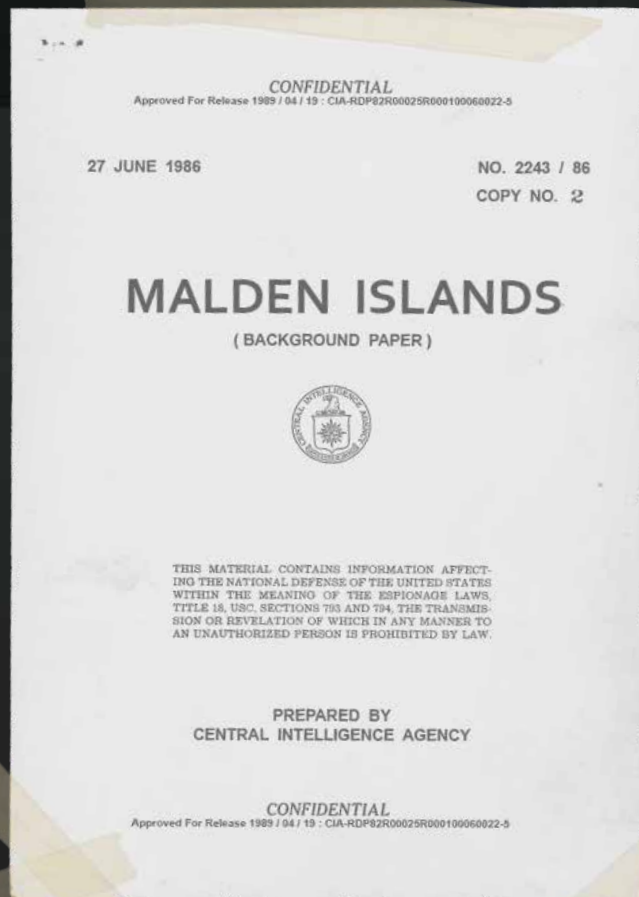 CONFIDENTIAL
Approved For Release 1989 / 04 / 19 : CIA-RDP82R00025R000100060022-5
27 JUNE 1986
NO. 2243 / 86
COPY NO. 2
MALDEN ISLANDS
( BACKGROUND PAPER )
CENTRAL INTELLIGENCE AGENCY
THIS MATERIAL CONTAINS INFORMATION AFFECT-
ING THE NATIONAL DEFENSE OF THE UNITED STATES
WITHIN THE MEANING OF THE ESPIONAGE LAWS,
TITLE 18, USC, SECTIONS 793 AND 794, THE TRANSMIS-
SION OR REVELATION OF WHICH IN ANY MANNER TO
AN UNAUTHORIZED PERSON IS PROHIBITED BY LAW.
PREPARED BY
CENTRAL INTELLIGENCE AGENCY
CONFIDENTIAL
Approved For Release 1989 / 04 / 19 : CIA-RDP82R00025R000100060022-5